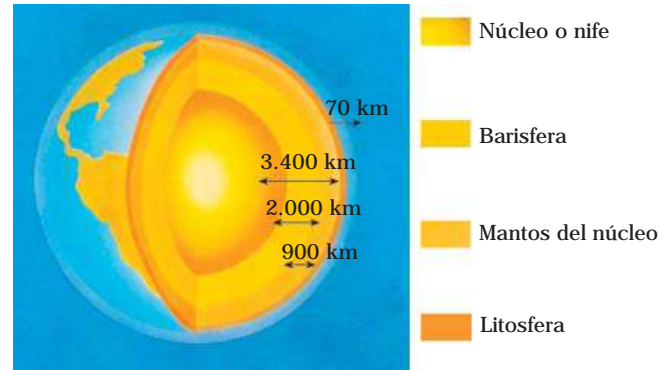 Núcleo o nife
70 km
Barisfera
3.400 km
2.000 km
Mantos del núcleo
900 km
Litosfera